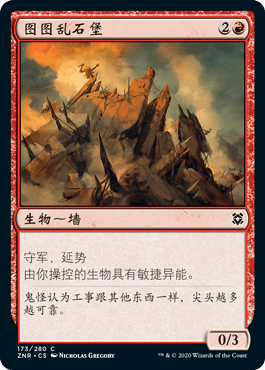 图图乱石堡 2
生物～墙
守军，延势
由你操控的生物具有敏捷异能。
鬼怪认为工事跟其他东西一样，尖头越多
越可靠。
0/3
173/280 C
ZNR • CS Nicholas Gregory
™ & © 2020 Wizards of the Coast